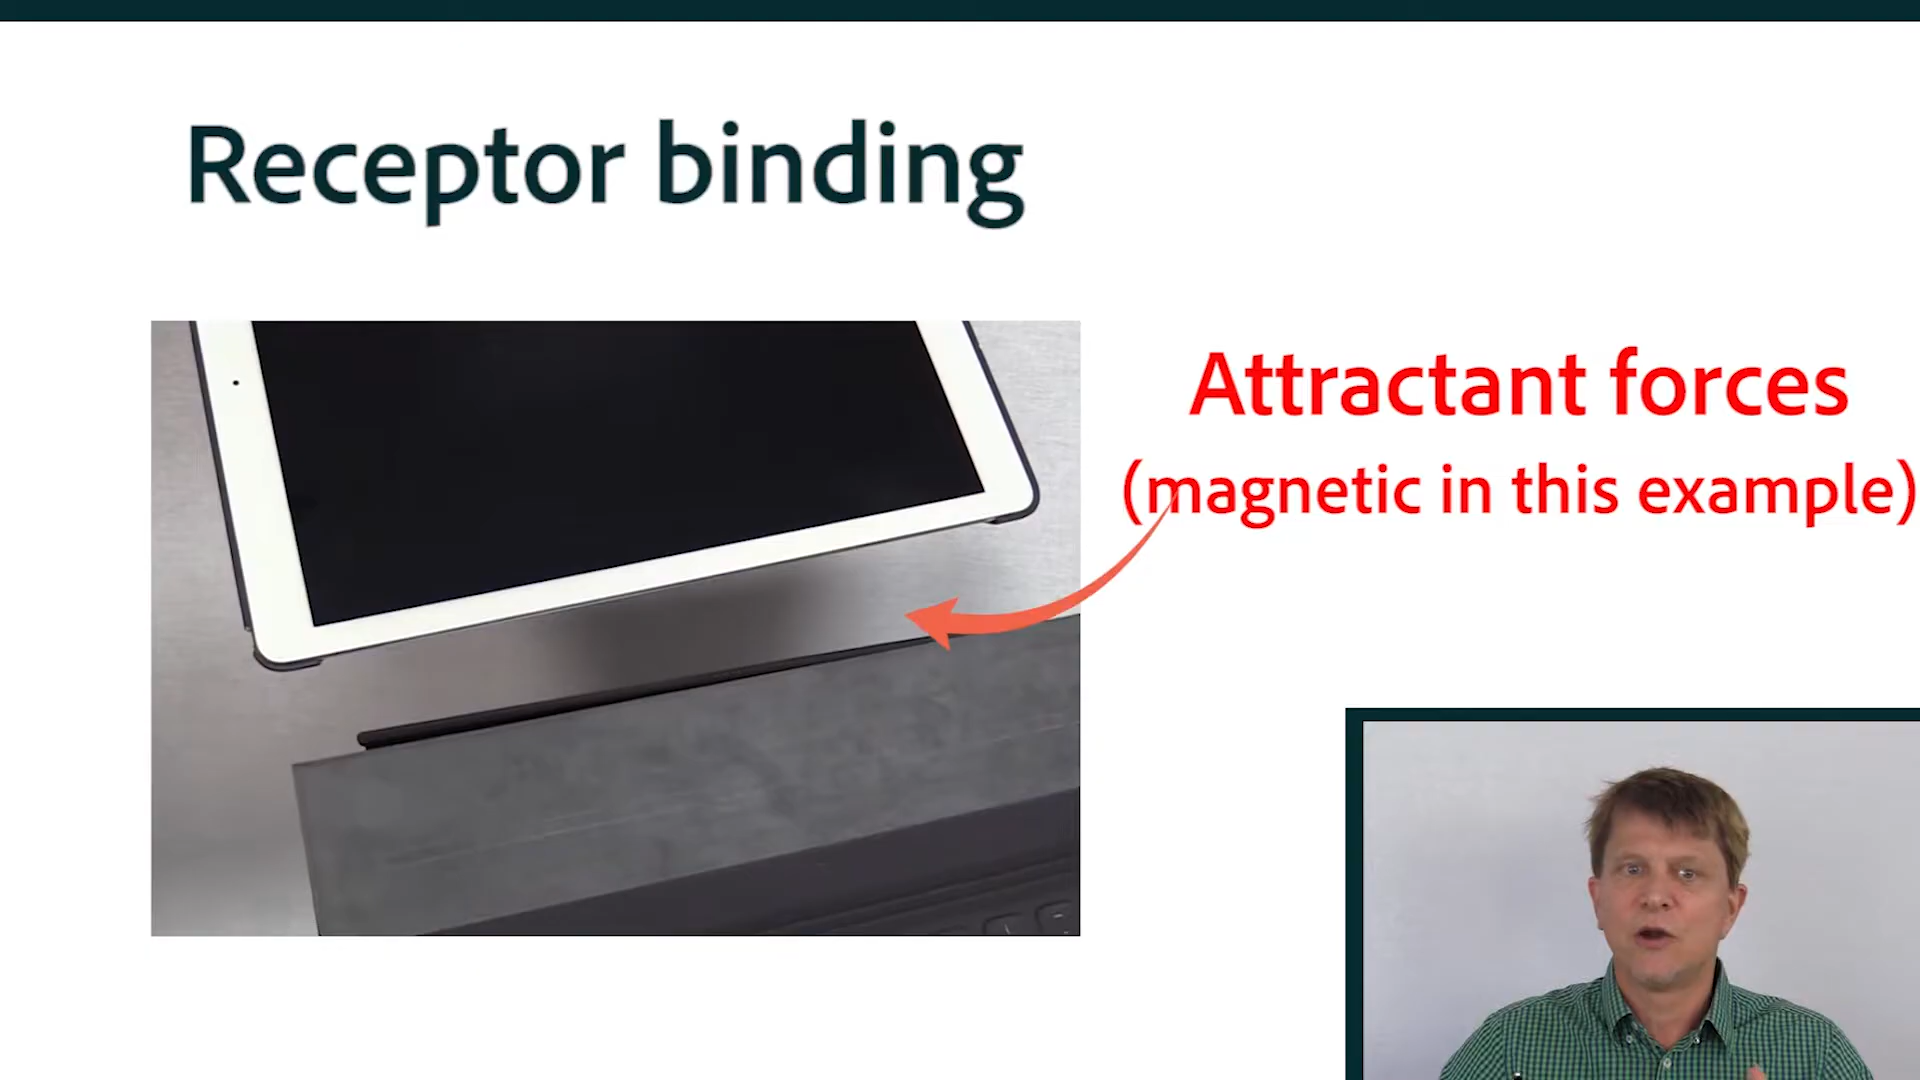 Receptor binding
Attractant forces
(magnetic in this example)